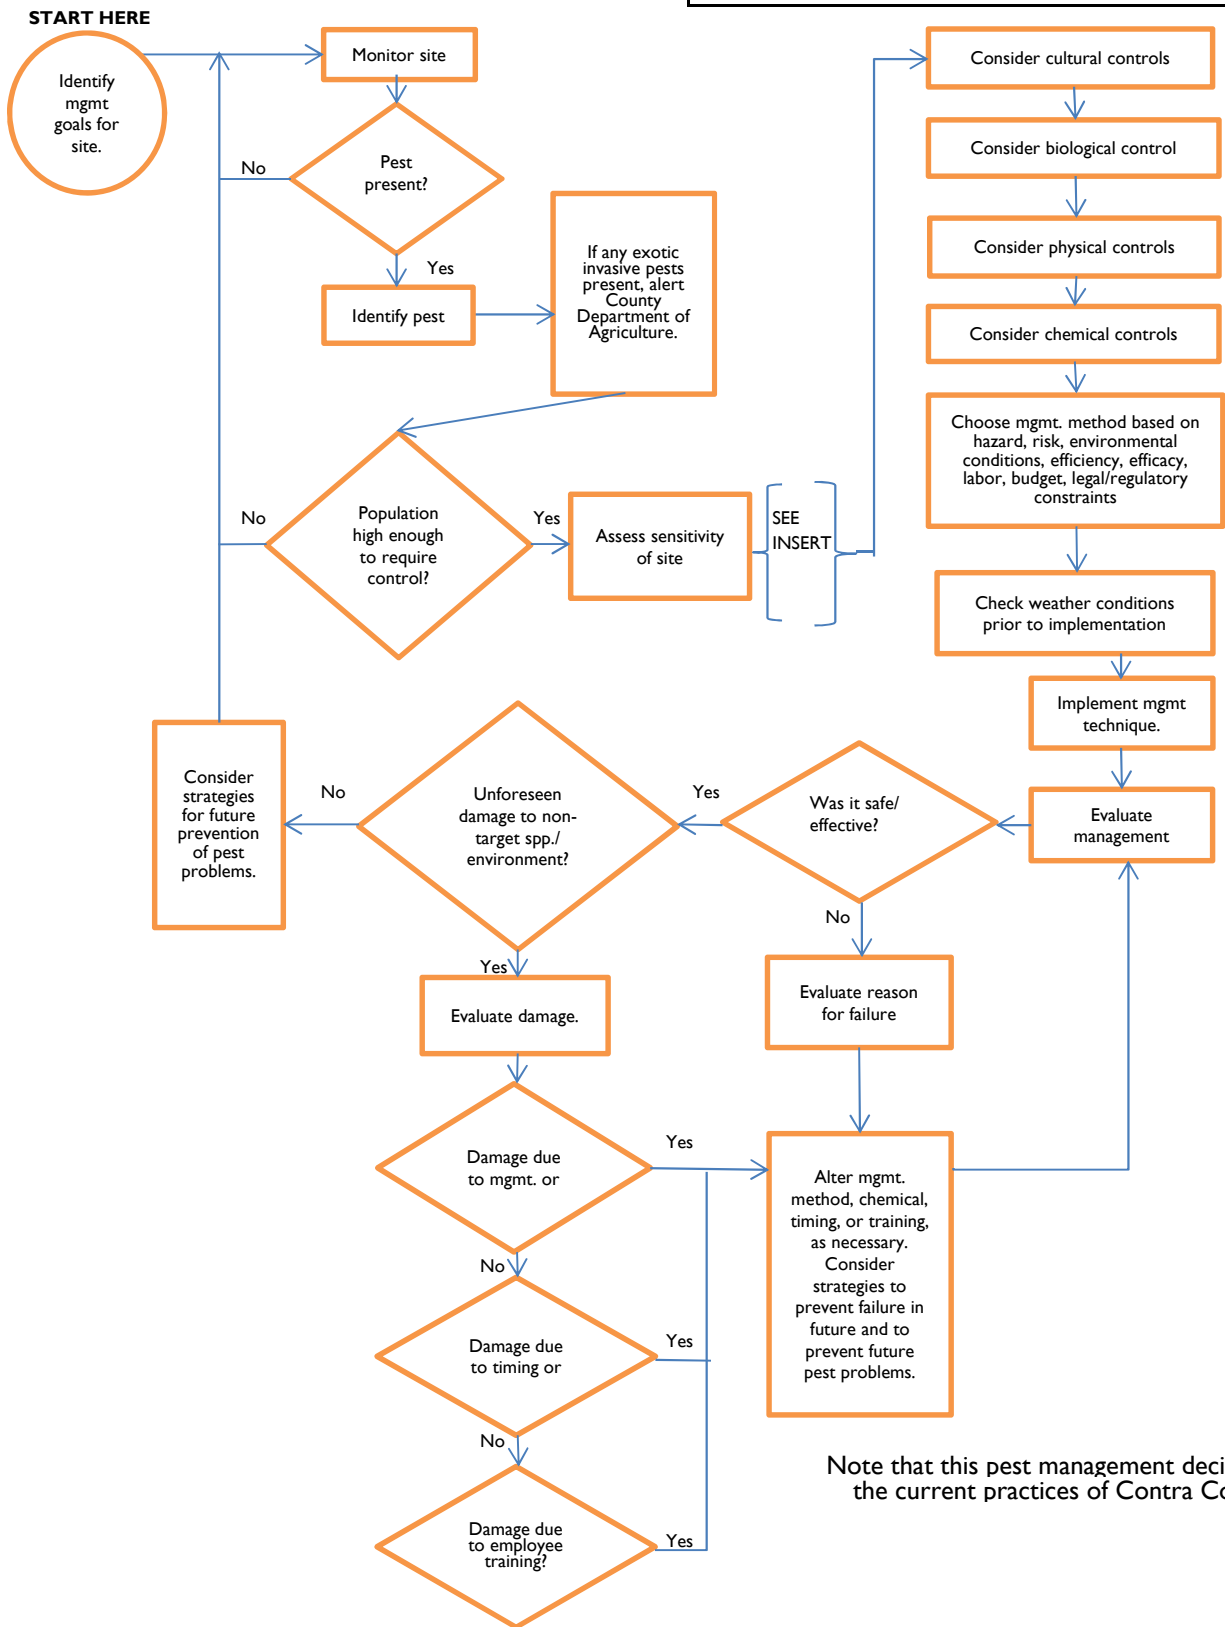 START HERE
Identify
mgmt
goals for
site.
Monitor site
Pest
present?
No
Yes
Identify pest
If any exotic
invasive pests
present, alert
County
Department of
Agriculture.
Population
high enough
to require
control?
No
Yes
Assess sensitivity
of site
SEE
INSERT
Consider cultural controls
Consider biological control
Consider physical controls
Consider chemical controls
Choose mgmt. method based on
hazard, risk, environmental
conditions, efficiency, efficacy,
labor, budget, legal/regulatory
constraints
Check weather conditions
prior to implementation
Implement mgmt
technique.
Evaluate
management
Was it safe/
effective?
Yes
No
Unforeseen
damage to non-
target spp./
environment?
No
Yes
Consider
strategies
for future
prevention
of pest
problems.
Evaluate reason
for failure
Evaluate damage.
Damage due
to mgmt. or
Yes
No
Damage due
to timing or
Yes
No
Damage due
to employee
training?
Yes
Alter mgmt.
method, chemical,
timing, or training,
as necessary.
Consider
strategies to
prevent failure in
future and to
prevent future
pest problems.
Note that this pest management deci
the current practices of Contra Co